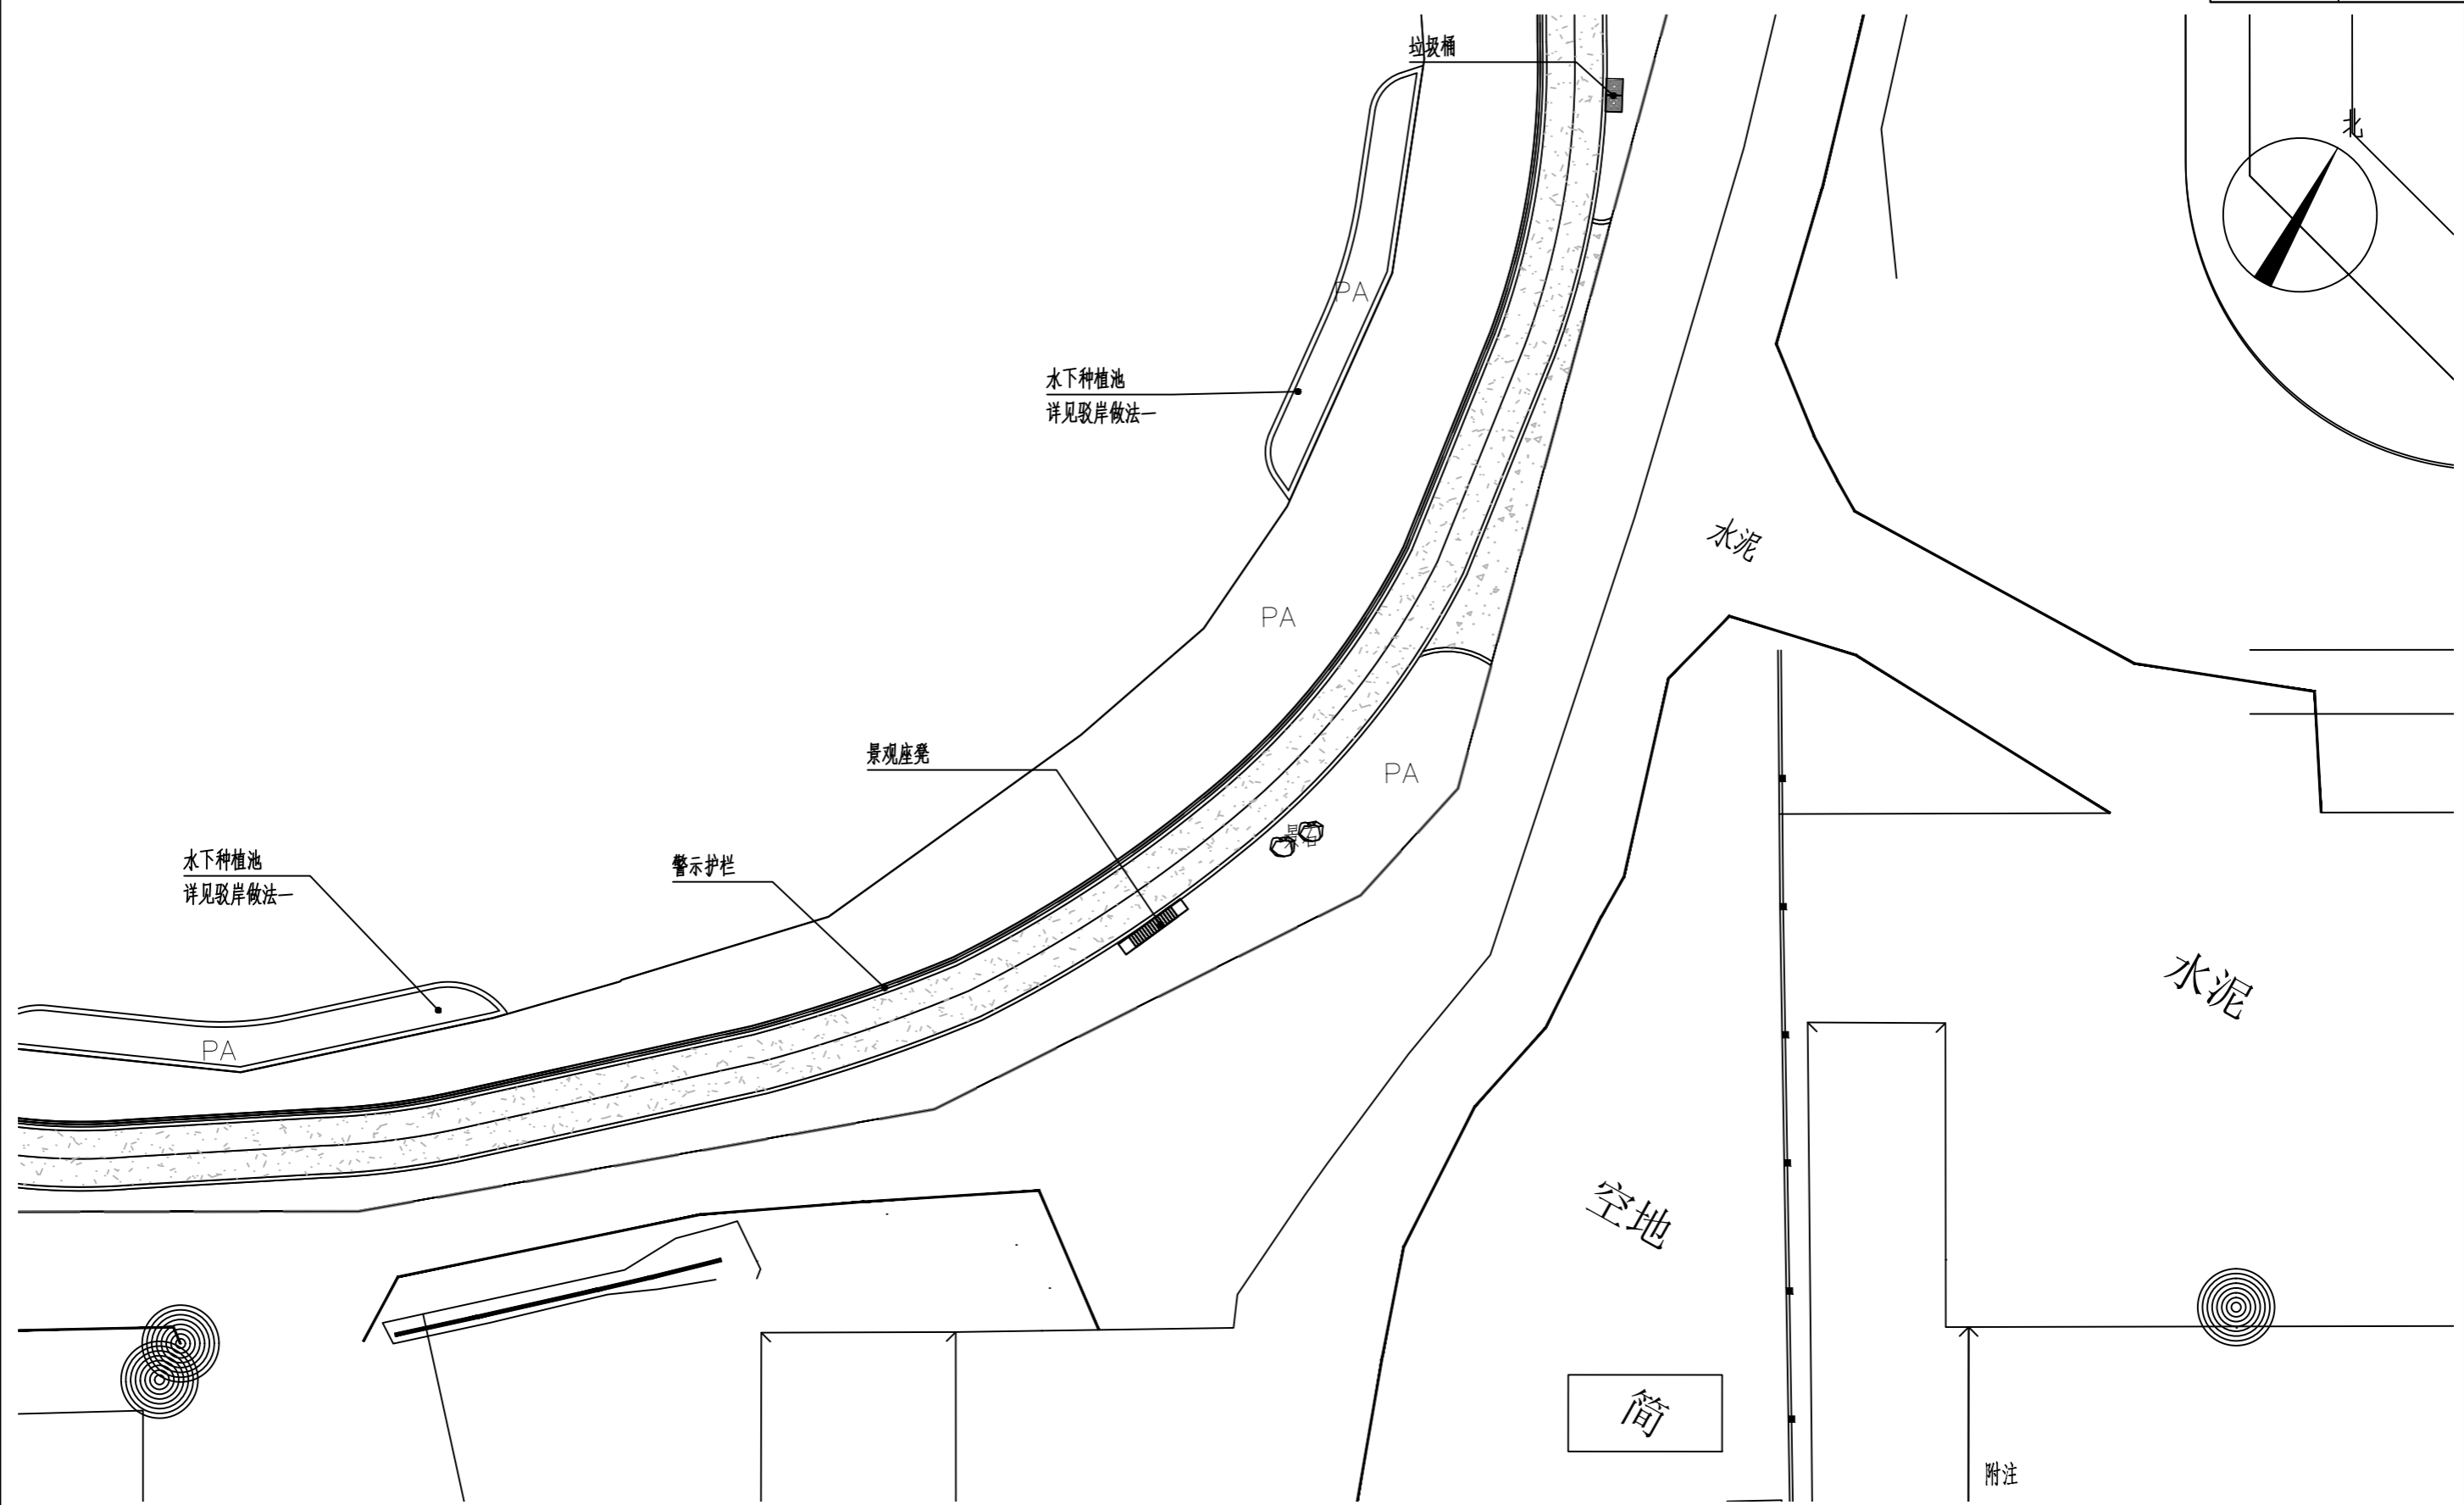 垃圾桶
北
PA
水下种植池
详见驳岸做法一
水泥
PA
景观座凳
PA
景石
水下种植池
详见驳岸做法一
警示护栏
水泥
PA
空地
简
附注